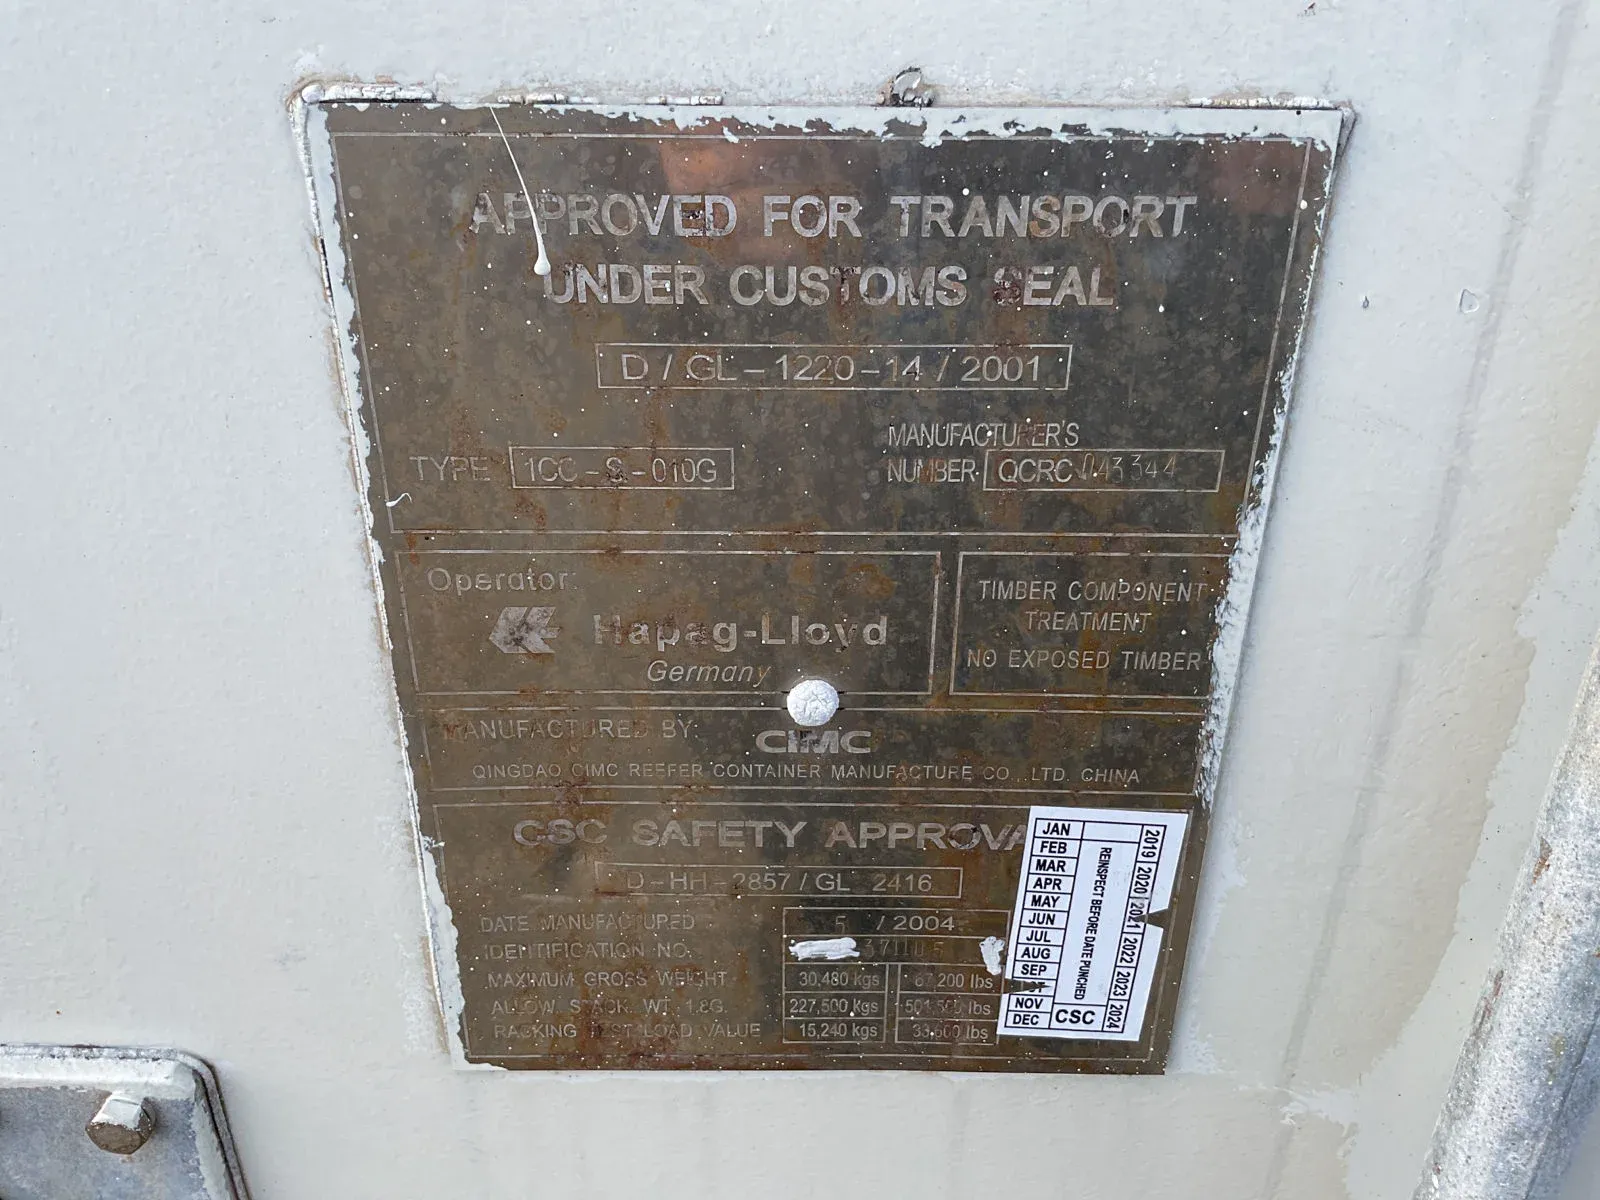 APPROVED FOR TRANSPORT
UNDER CUSTOMS SEAL
D / GL – 1220 – 14 / 2001
TYPE 1CC – S – 010G
MANUFACTURER'S
NUMBER QCRC 043344
Operator:
Hapag-Lloyd
Germany
TIMBER COMPONENT
TREATMENT
NO EXPOSED TIMBER
MANUFACTURED BY:
CIMC
QINGDAO CIMC REEFER CONTAINER MANUFACTURE CO., LTD. CHINA
CSC SAFETY APPROVA
D – HH – 2857 / GL 2416
DATE MANUFACTURED 5 / 2004
IDENTIFICATION NO.
MAXIMUM GROSS WEIGHT 30,480 kgs 67,200 lbs
ALLOW. STACK. WT. 1.8G. 227,500 kgs
RACKING TEST LOAD VALUE 15,240 kgs 33,600 lbs
JAN
FEB
MAR
APR
MAY
JUN
JUL
AUG
SEP
NOV
DEC
REINSPECT BEFORE DATE PUNCHED
CSC
2019 2020 2021 2022 2023 2024